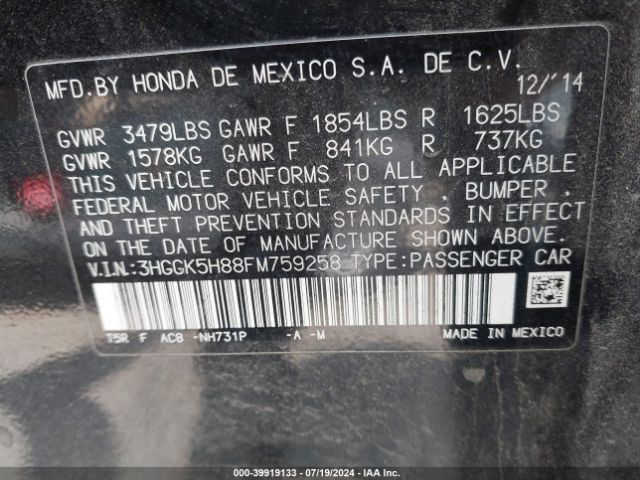 MFD.BY HONDA DE MEXICO S.A. DE C.V.
12/'14
GVWR 3479LBS GAWR F 1854LBS R 1625LBS
GVWR 1578KG GAWR F 841KG R 737KG
THIS VEHICLE CONFORMS TO ALL APPLICABLE
FEDERAL MOTOR VEHICLE SAFETY , BUMPER ,
AND THEFT PREVENTION STANDARDS IN EFFECT
ON THE DATE OF MANUFACTURE SHOWN ABOVE.
V.I.N.:3HGGK5H88FM759258 TYPE:PASSENGER CAR
T5R F AC8 -NH731P -A -M MADE IN MEXICO
000-39919133 - 07/19/2024 - IAA Inc.